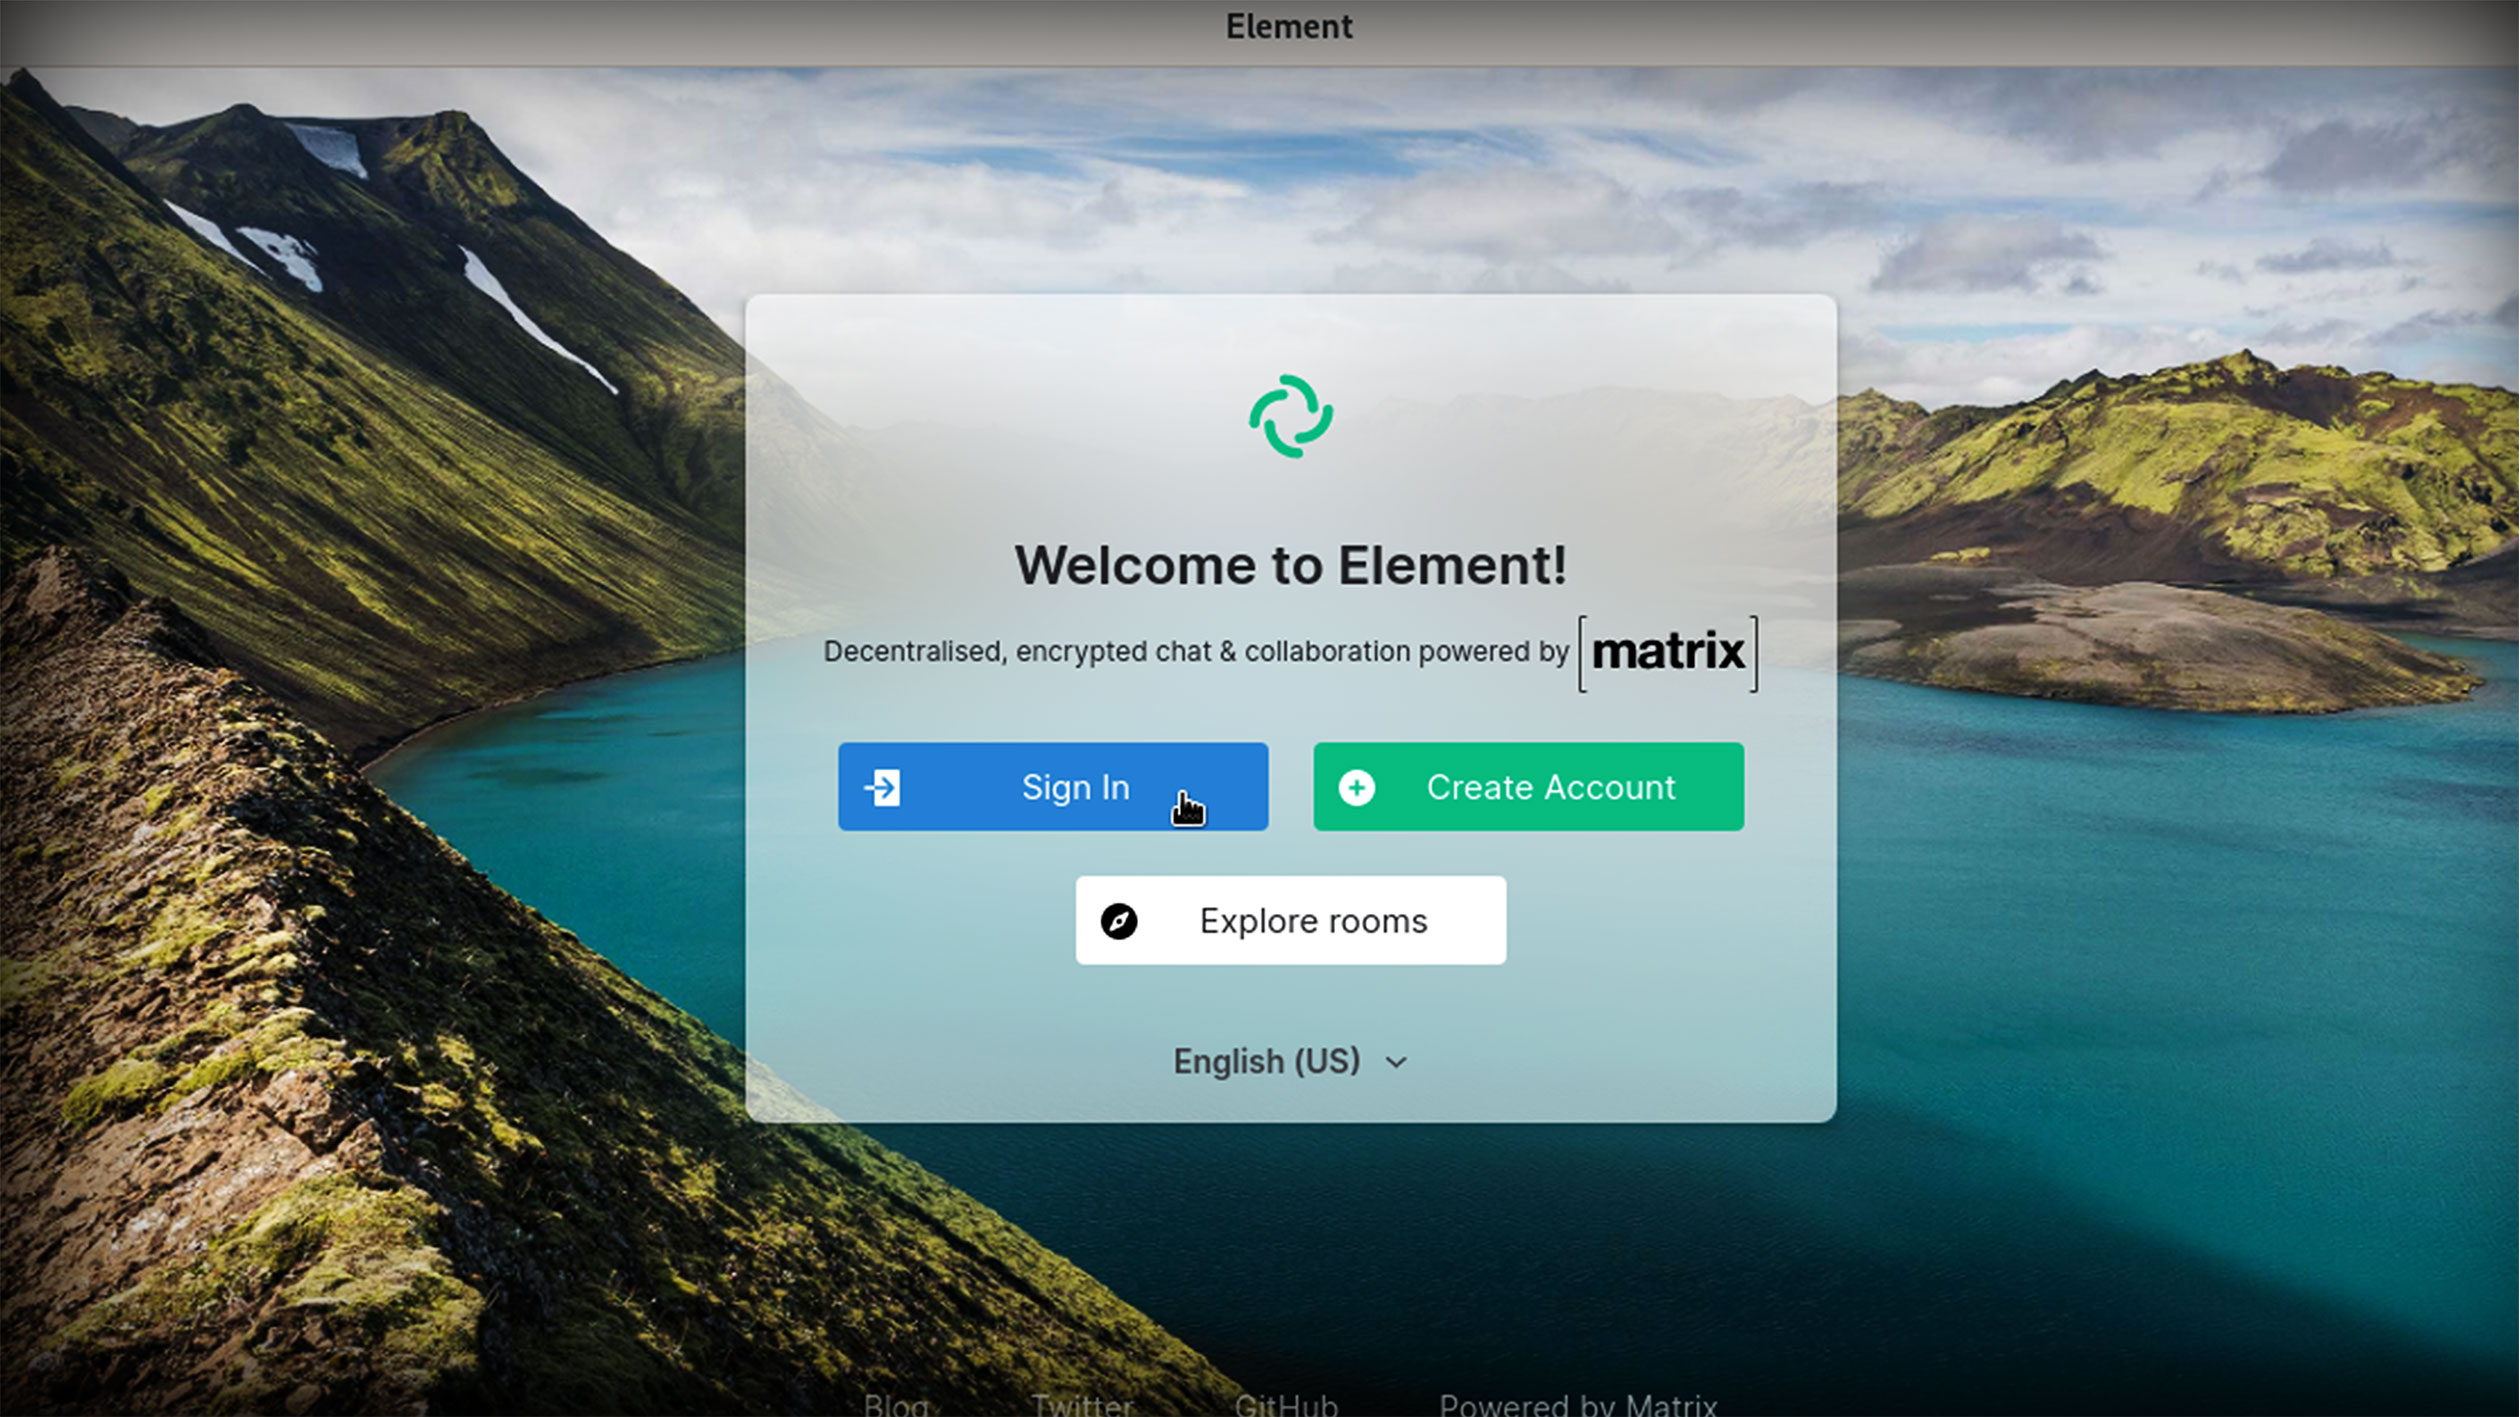 Element
Welcome to Element!
Decentralised, encrypted chat & collaboration powered by [matrix]
Sign In
Create Account
Explore rooms
English (US)
Blog Twitter GitHub Powered by Matrix